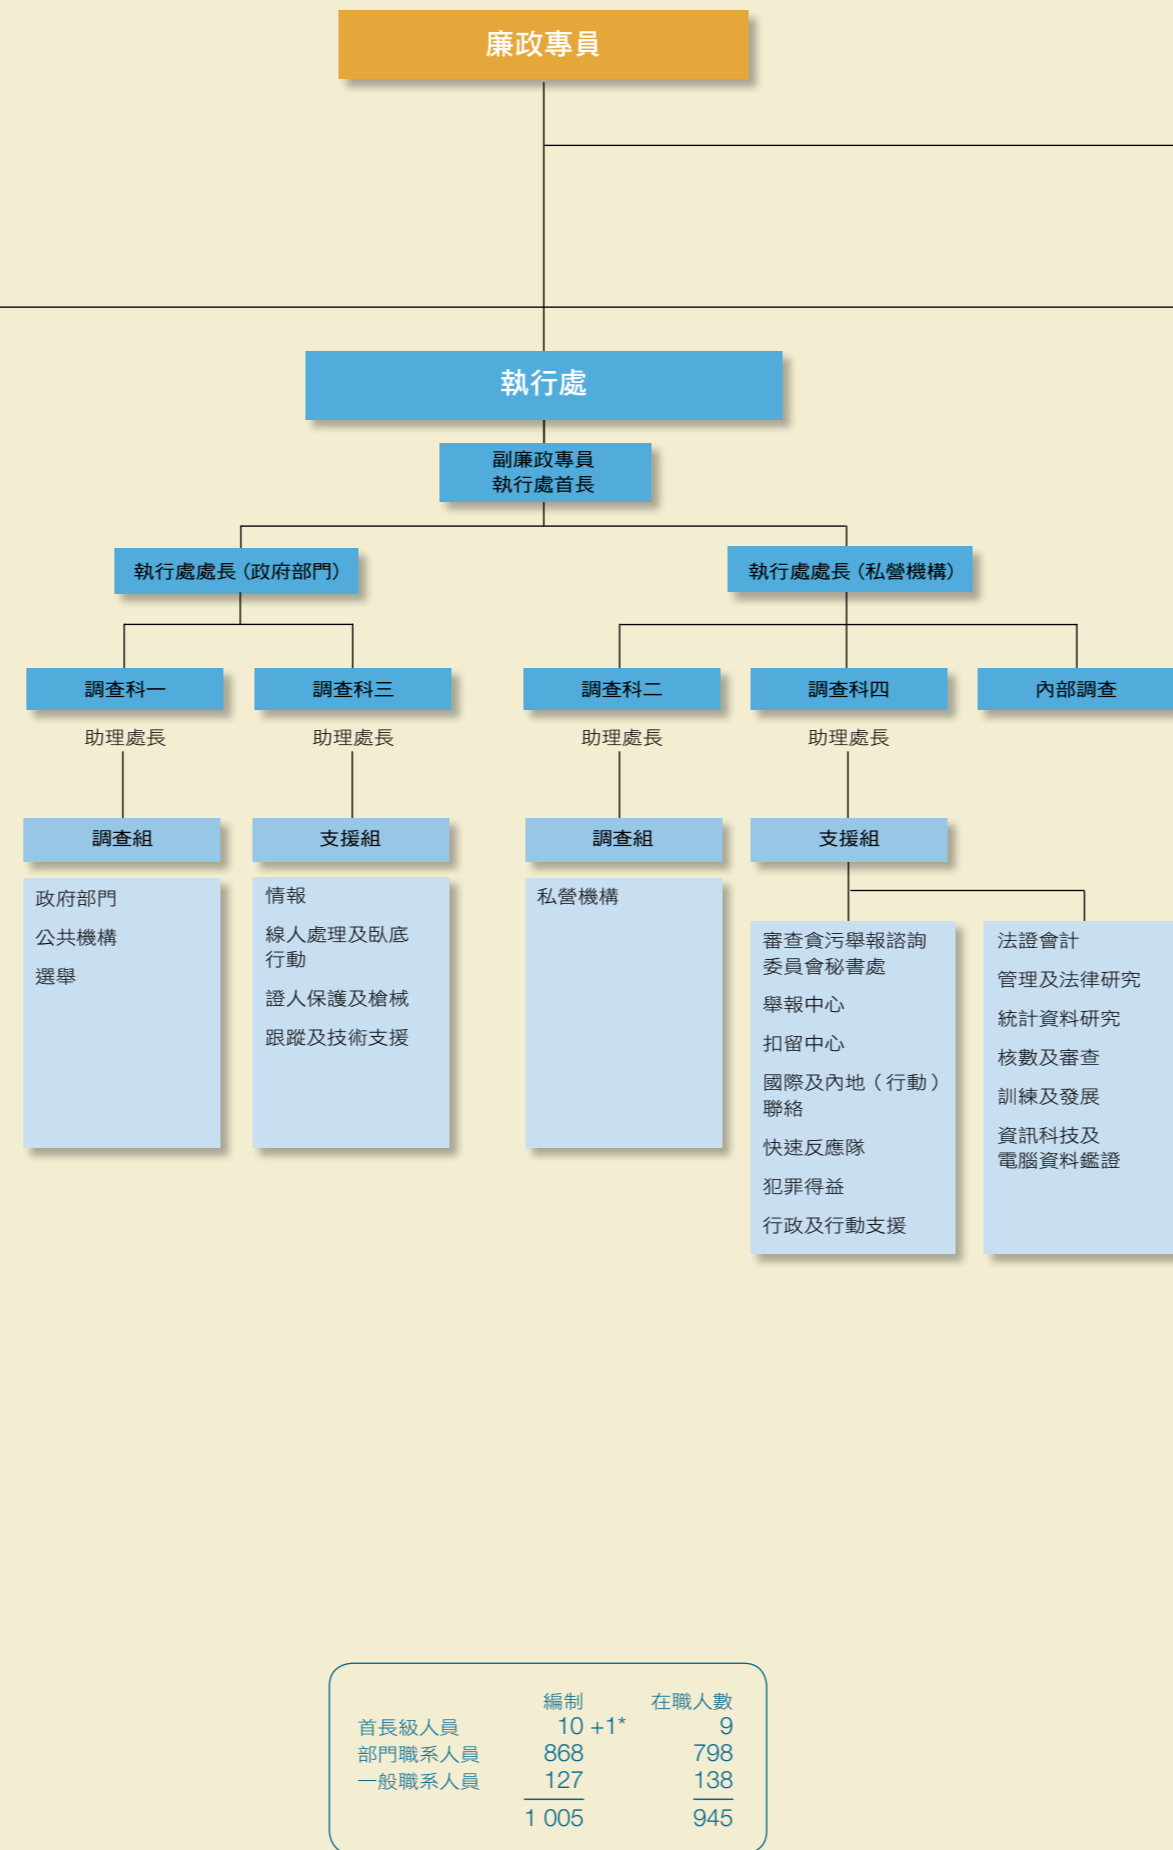 廉政專員
執行處
副廉政專員
執行處首長
執行處處長（政府部門）
執行處處長（私營機構）
調查科一
調查科三
調查科二
調查科四
內部調查
助理處長
助理處長
助理處長
助理處長
調查組
支援組
調查組
支援組
政府部門
公共機構
選舉
情報
線人處理及臥底
行動
證人保護及槍械
跟蹤及技術支援
私營機構
審查貪污舉報諮詢
委員會秘書處
舉報中心
扣留中心
國際及內地（行動）
聯絡
快速反應隊
犯罪得益
行政及行動支援
法證會計
管理及法律研究
統計資料研究
核數及審查
訓練及發展
資訊科技及
電腦資料鑑證
編制 在職人數
首長級人員 10 +1* 9
部門職系人員 868 798
一般職系人員 127 138
1 005 945